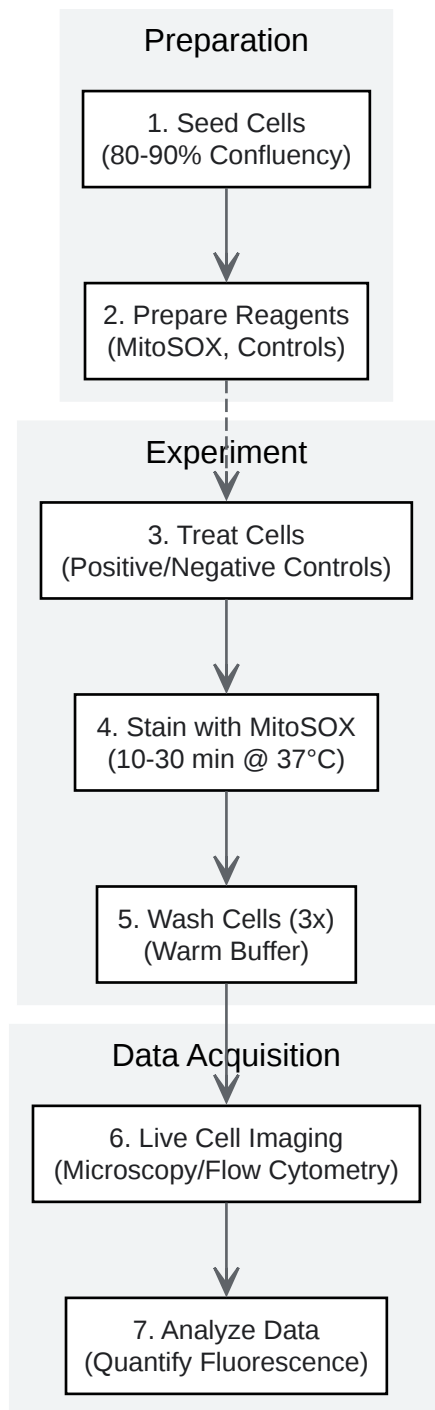 Preparation
1. Seed Cells
(80-90% Confluency)
2. Prepare Reagents
(MitoSOX, Controls)
Experiment
3. Treat Cells
(Positive/Negative Controls)
4. Stain with MitoSOX
(10-30 min @ 37°C)
5. Wash Cells (3x)
(Warm Buffer)
Data Acquisition
6. Live Cell Imaging
(Microscopy/Flow Cytometry)
7. Analyze Data
(Quantify Fluorescence)